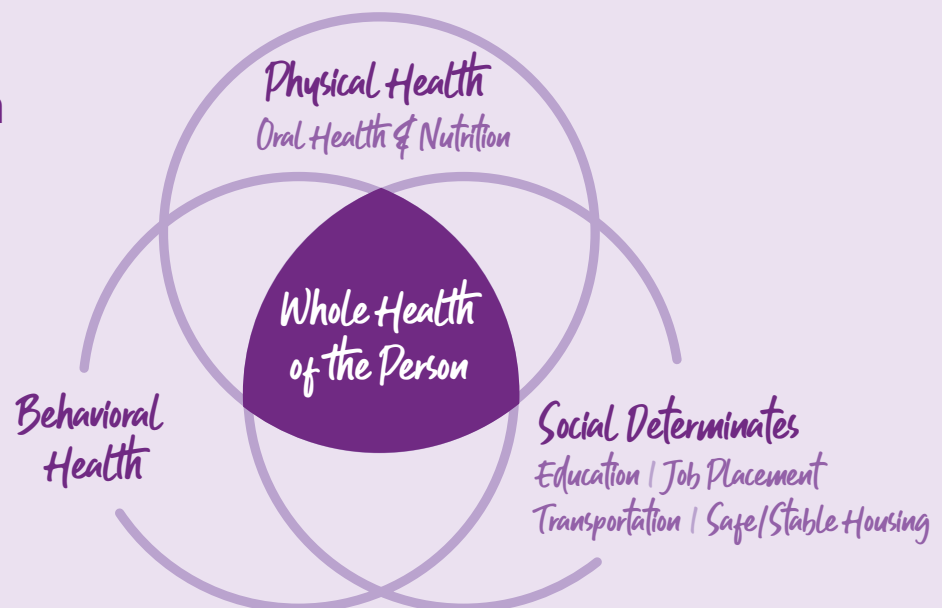 Physical Health
Oral Health & Nutrition
Whole Health
of the Person
Behavioral
Health
Social Determinates
Education | Job Placement
Transportation | Safe/Stable Housing